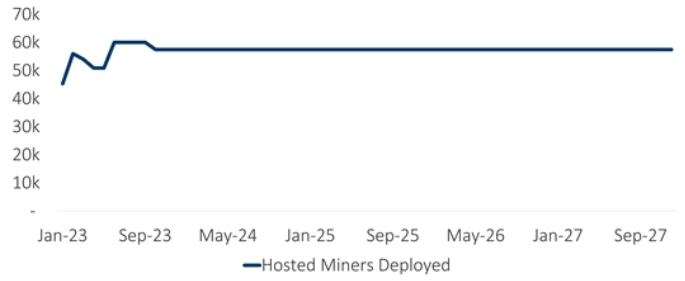 70k
60k
50k
40k
30k
20k
10k
-
Jan-23 Sep-23 May-24 Jan-25 Sep-25 May-26 Jan-27 Sep-27
Hosted Miners Deployed